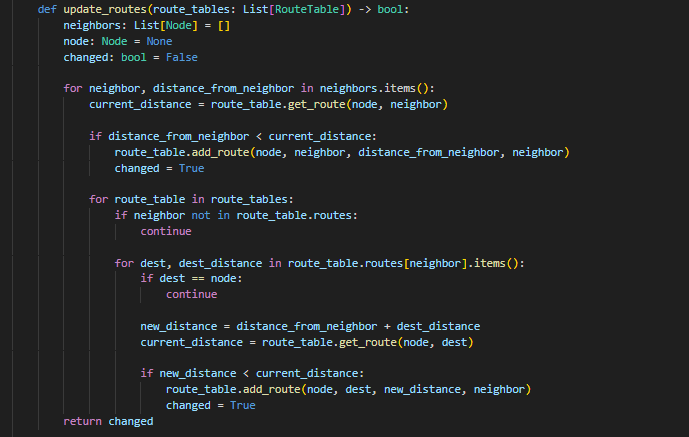 def update_routes(route_tables: List[RouteTable]) -> bool:
    neighbors: List[Node] = []
    node: Node = None
    changed: bool = False

    for neighbor, distance_from_neighbor in neighbors.items():
        current_distance = route_table.get_route(node, neighbor)

        if distance_from_neighbor < current_distance:
            route_table.add_route(node, neighbor, distance_from_neighbor, neighbor)
            changed = True

        for route_table in route_tables:
            if neighbor not in route_table.routes:
                continue

            for dest, dest_distance in route_table.routes[neighbor].items():
                if dest == node:
                    continue

                new_distance = distance_from_neighbor + dest_distance
                current_distance = route_table.get_route(node, dest)

                if new_distance < current_distance:
                    route_table.add_route(node, dest, new_distance, neighbor)
                    changed = True
    return changed